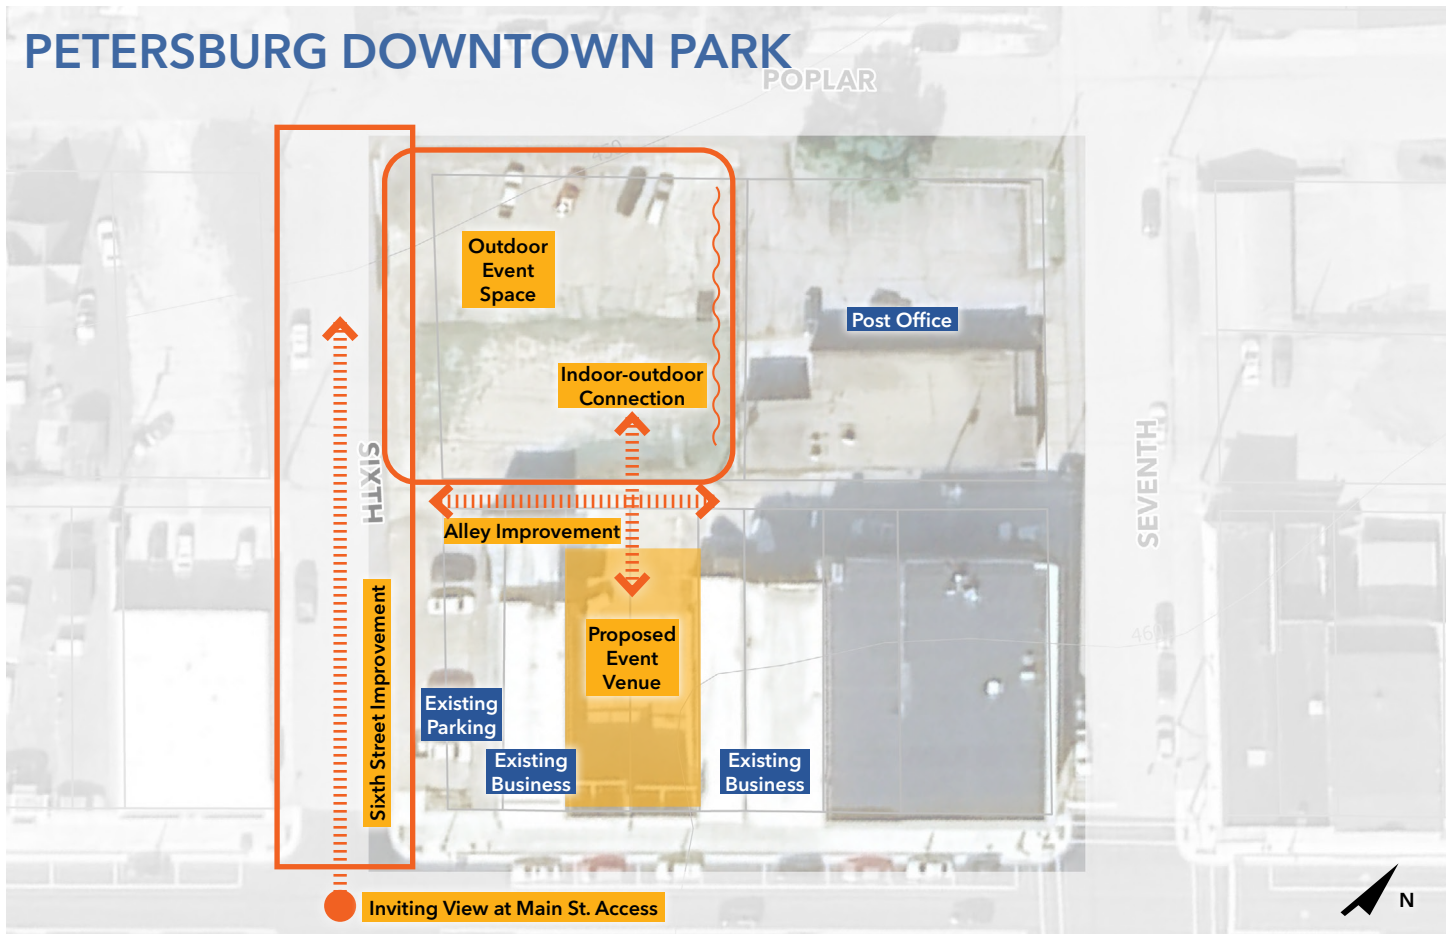 PETERSBURG DOWNTOWN PARK
POPLAR
450
Outdoor
Event
Space
Post Office
Indoor-outdoor
Connection
SIXTH
SEVENTH
Alley Improvement
Sixth Street Improvement
Proposed
Event
Venue
Existing
Parking
Existing
Business
Existing
Business
Inviting View at Main St. Access
N